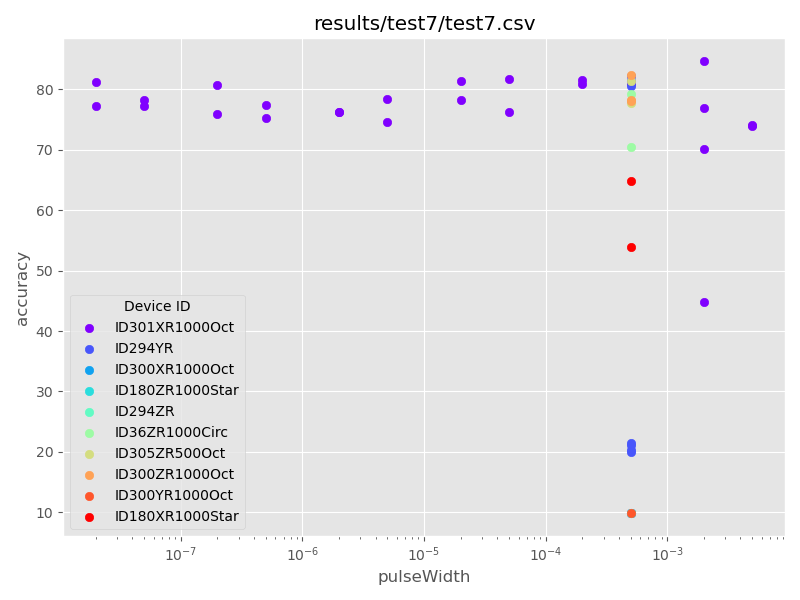 results/test7/test7.csv
accuracy
80
70
60
50
40
30
20
10
Device ID
ID301XR1000Oct
ID294YR
ID300XR1000Oct
ID180ZR1000Star
ID294ZR
ID36ZR1000Circ
ID305ZR500Oct
ID300ZR1000Oct
ID300YR1000Oct
ID180XR1000Star
10⁻⁷ 10⁻⁶ 10⁻⁵ 10⁻⁴ 10⁻³
pulseWidth